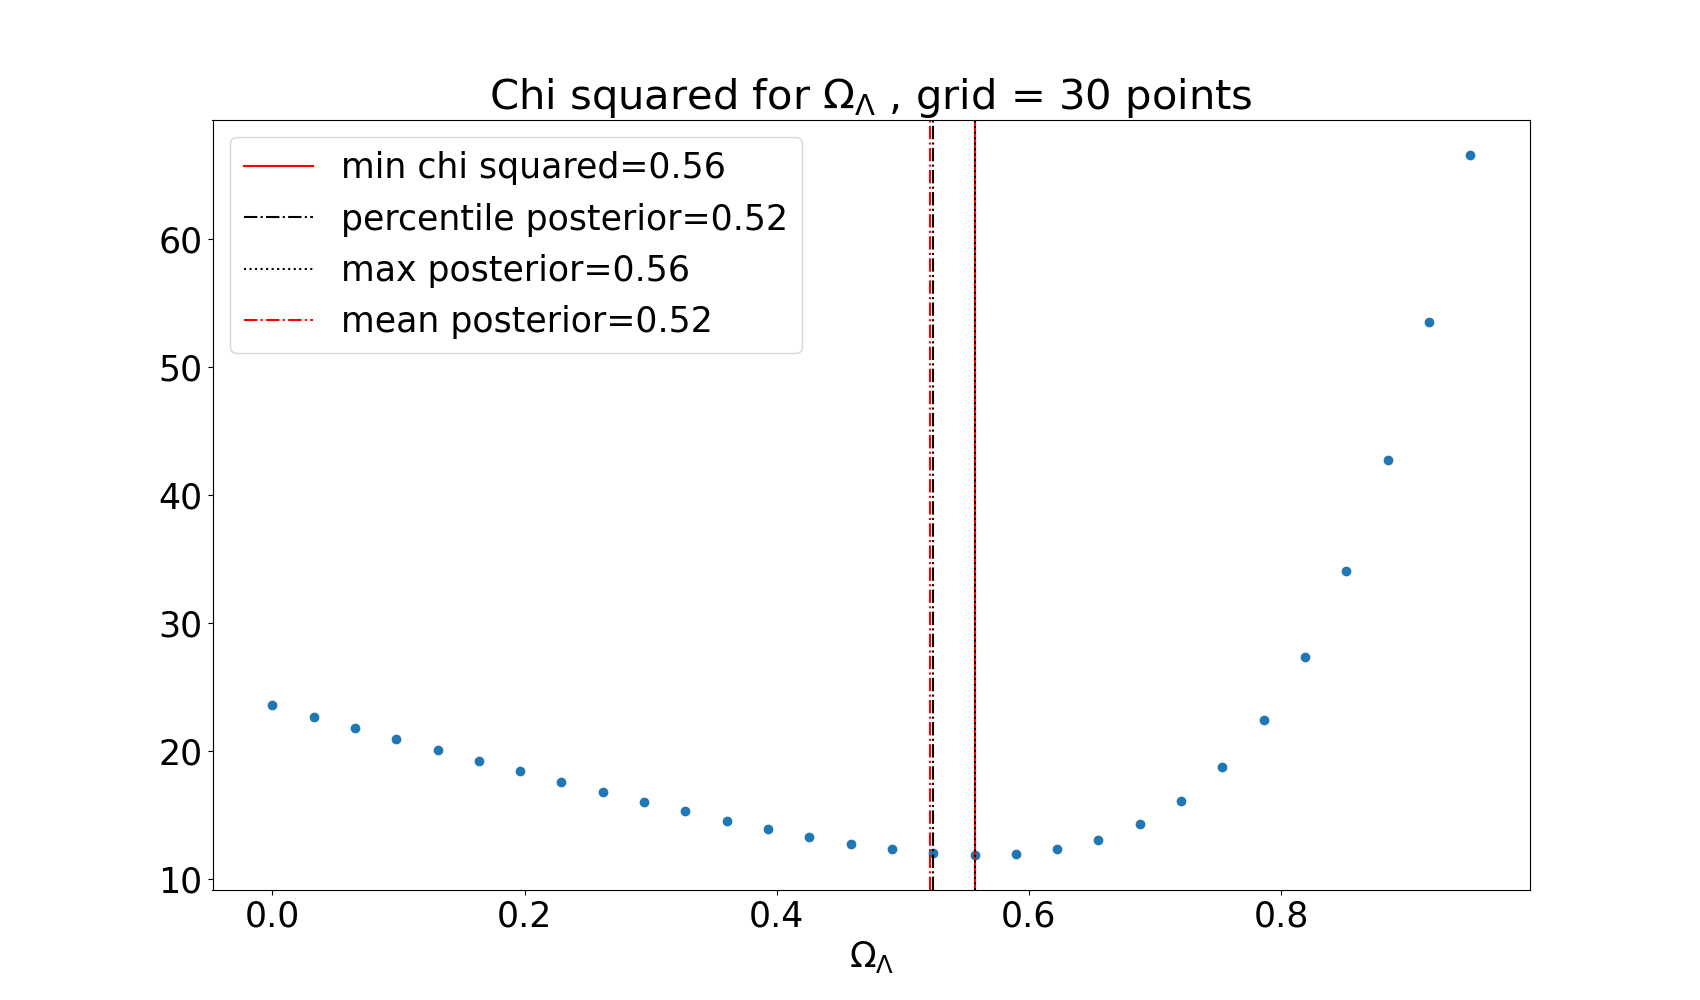 Chi squared for Ω_Λ , grid = 30 points
min chi squared=0.56
percentile posterior=0.52
max posterior=0.56
mean posterior=0.52
60
50
40
30
20
10
0.0 0.2 0.4 0.6 0.8
Ω_Λ